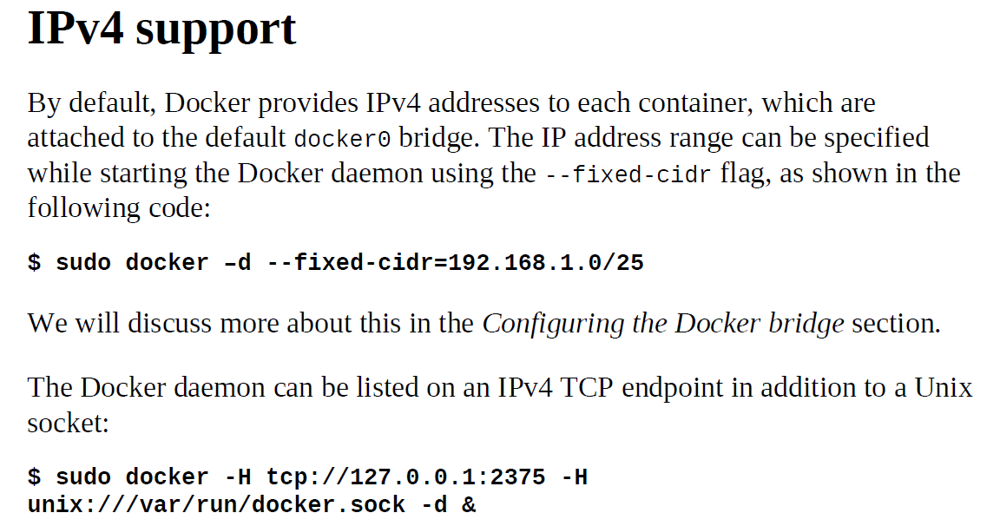 IPv4 support
By default, Docker provides IPv4 addresses to each container, which are
attached to the default docker0 bridge. The IP address range can be specified
while starting the Docker daemon using the --fixed-cidr flag, as shown in the
following code:
$ sudo docker –d --fixed-cidr=192.168.1.0/25
We will discuss more about this in the Configuring the Docker bridge section.
The Docker daemon can be listed on an IPv4 TCP endpoint in addition to a Unix
socket:
$ sudo docker -H tcp://127.0.0.1:2375 -H
unix:///var/run/docker.sock -d &